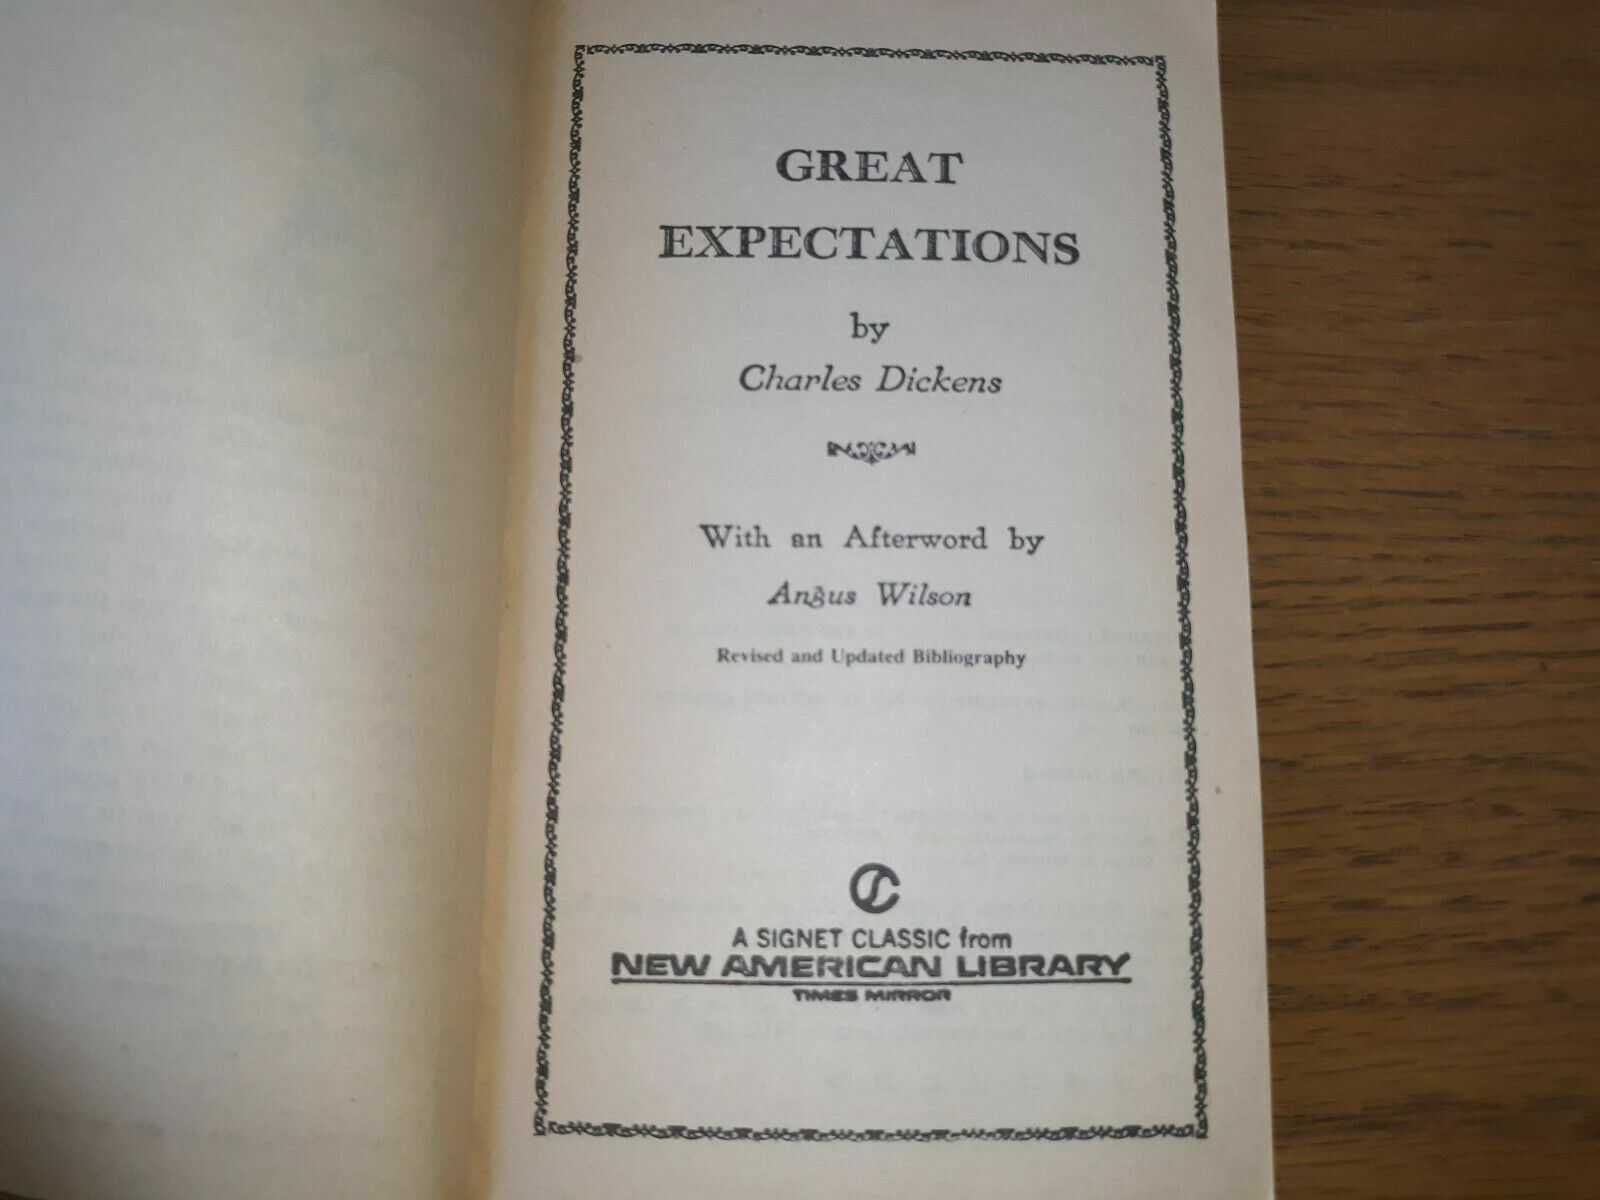 GREAT
EXPECTATIONS
by
Charles Dickens
With an Afterword by
Angus Wilson
Revised and Updated Bibliography
A SIGNET CLASSIC from
NEW AMERICAN LIBRARY
TIMES MIRROR